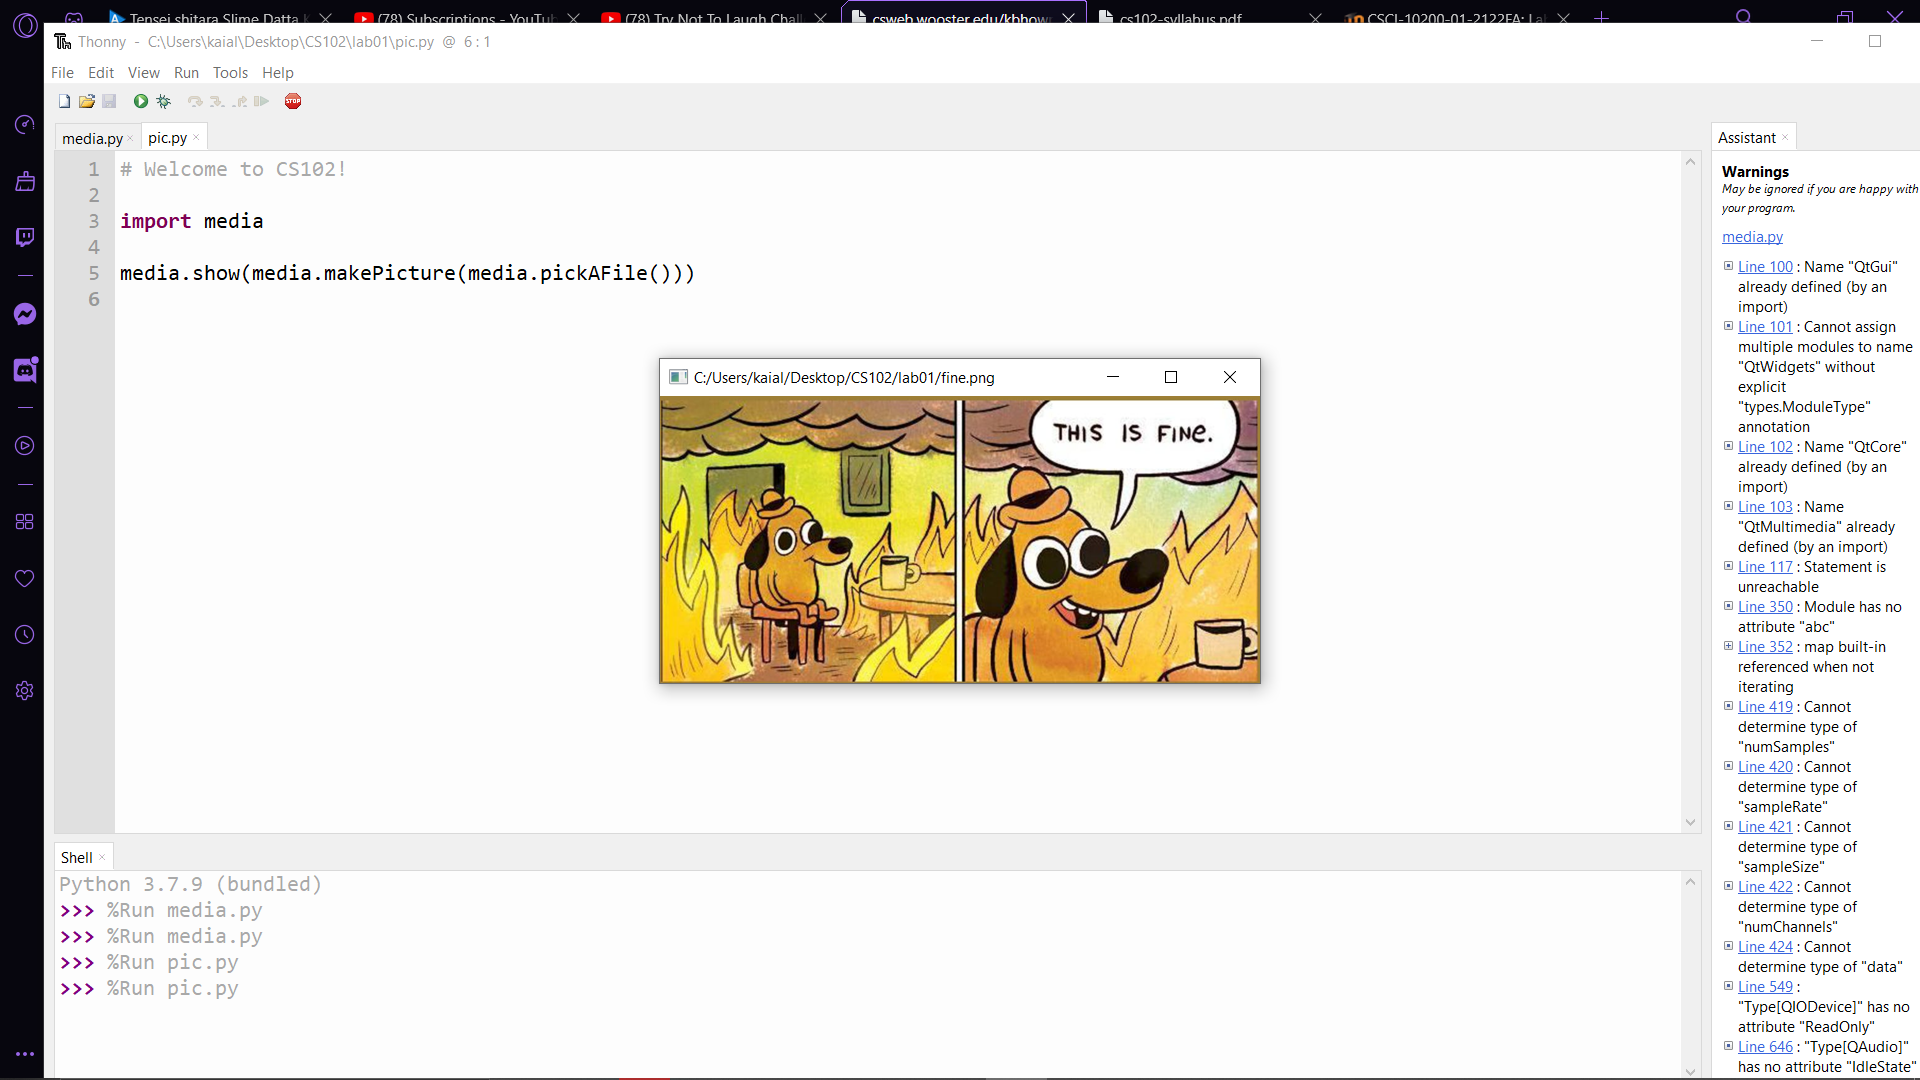 Tensei shitara Slime Datta K
(78) Subscriptions - YouTub
(78) Try Not To Laugh Chal
csweb.wooster.edu/kbhow
cs102-syllabus.pdf
CSCI-10200-01-2122FA: La
Thonny - C:\Users\kaial\Desktop\CS102\lab01\pic.py @ 6 : 1
File Edit View Run Tools Help
STOP
media.py
pic.py
1 # Welcome to CS102!
2
3 import media
4
5 media.show(media.makePicture(media.pickAFile()))
6
C:/Users/kaial/Desktop/CS102/lab01/fine.png
THIS IS FINE.
Shell
Python 3.7.9 (bundled)
>>> %Run media.py
>>> %Run media.py
>>> %Run pic.py
>>> %Run pic.py
Assistant
Warnings
May be ignored if you are happy with
your program.
media.py
Line 100 : Name "QtGui"
already defined (by an
import)
Line 101 : Cannot assign
multiple modules to name
"QtWidgets" without
explicit
"types.ModuleType"
annotation
Line 102 : Name "QtCore"
already defined (by an
import)
Line 103 : Name
"QtMultimedia" already
defined (by an import)
Line 117 : Statement is
unreachable
Line 350 : Module has no
attribute "abc"
Line 352 : map built-in
referenced when not
iterating
Line 419 : Cannot
determine type of
"numSamples"
Line 420 : Cannot
determine type of
"sampleRate"
Line 421 : Cannot
determine type of
"sampleSize"
Line 422 : Cannot
determine type of
"numChannels"
Line 424 : Cannot
determine type of "data"
Line 549 :
"Type[QIODevice]" has no
attribute "ReadOnly"
Line 646 : "Type[QAudio]"
has no attribute "IdleState"